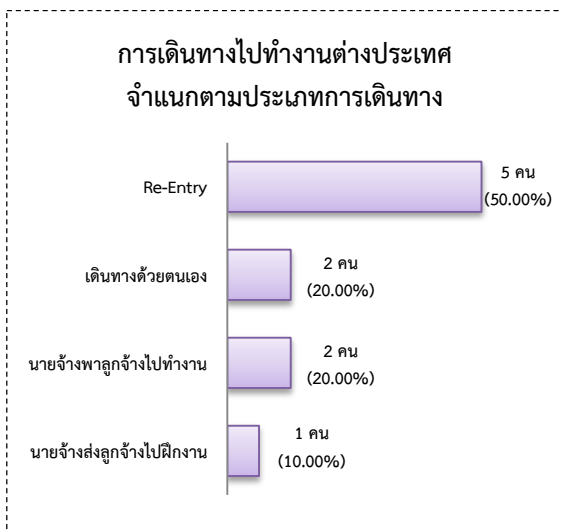 การเดินทางไปทำงานต่างประเทศ
จำแนกตามประเภทการเดินทาง
Re-Entry
5 คน
(50.00%)
เดินทางด้วยตนเอง
2 คน
(20.00%)
นายจ้างพาลูกจ้างไปทำงาน
2 คน
(20.00%)
นายจ้างส่งลูกจ้างไปฝึกงาน
1 คน
(10.00%)